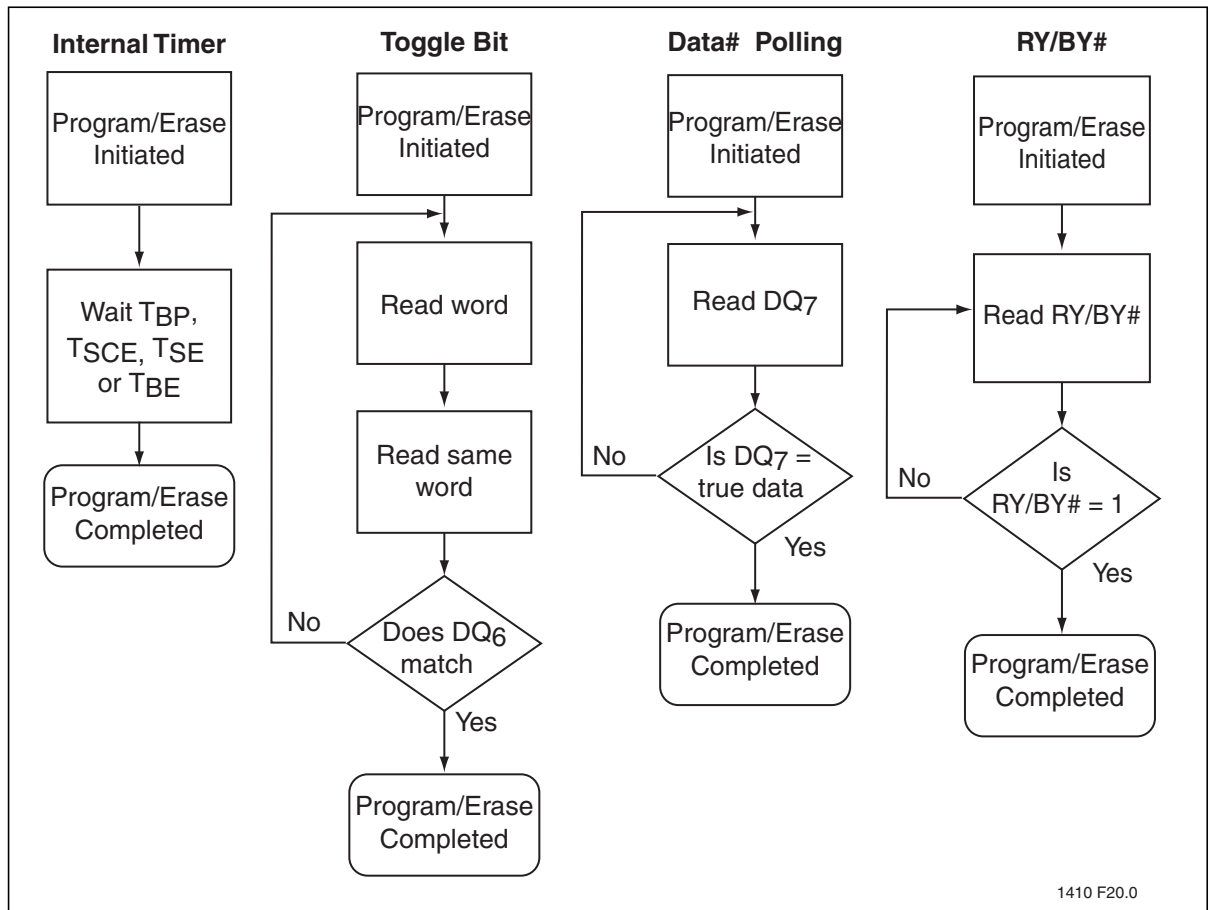 Internal Timer
Program/Erase
Initiated
Wait TBP,
TSCE, TSE
or TBE
Program/Erase
Completed
Toggle Bit
Program/Erase
Initiated
Read word
Read same
word
Does DQ6
match
No
Yes
Program/Erase
Completed
Data# Polling
Program/Erase
Initiated
Read DQ7
Is DQ7 =
true data
No
Yes
Program/Erase
Completed
RY/BY#
Program/Erase
Initiated
Read RY/BY#
Is
RY/BY# = 1
No
Yes
Program/Erase
Completed
1410 F20.0